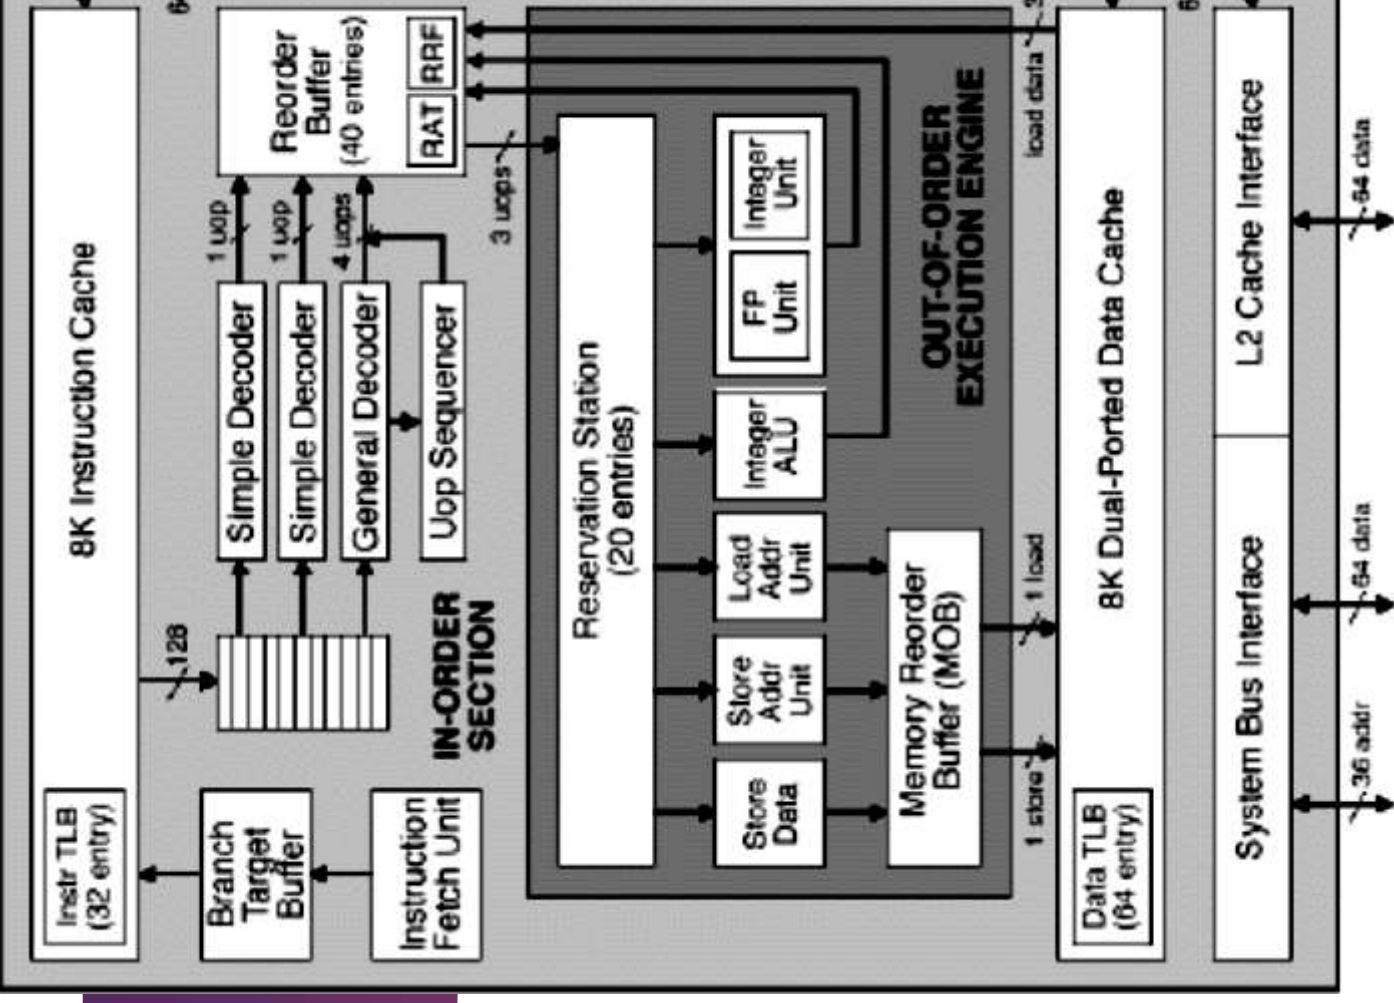 Instr TLB
(32 entry)
8K Instruction Cache
128
Branch
Target
Buffer
Instruction
Fetch Unit
Simple Decoder
Simple Decoder
General Decoder
Uop Sequencer
IN-ORDER
SECTION
1 uop
1 uop
4 uops
Reorder
Buffer
(40 entries)
RAT
RRF
3 uops
Reservation Station
(20 entries)
Store
Data
Store
Addr
Unit
Load
Addr
Unit
Integer
ALU
FP
Unit
Integer
Unit
Memory Reorder
Buffer (MOB)
OUT-OF-ORDER
EXECUTION ENGINE
1 store
1 load
load data
Data TLB
(64 entry)
8K Dual-Ported Data Cache
System Bus Interface
L2 Cache Interface
36 addr
64 data
64 data